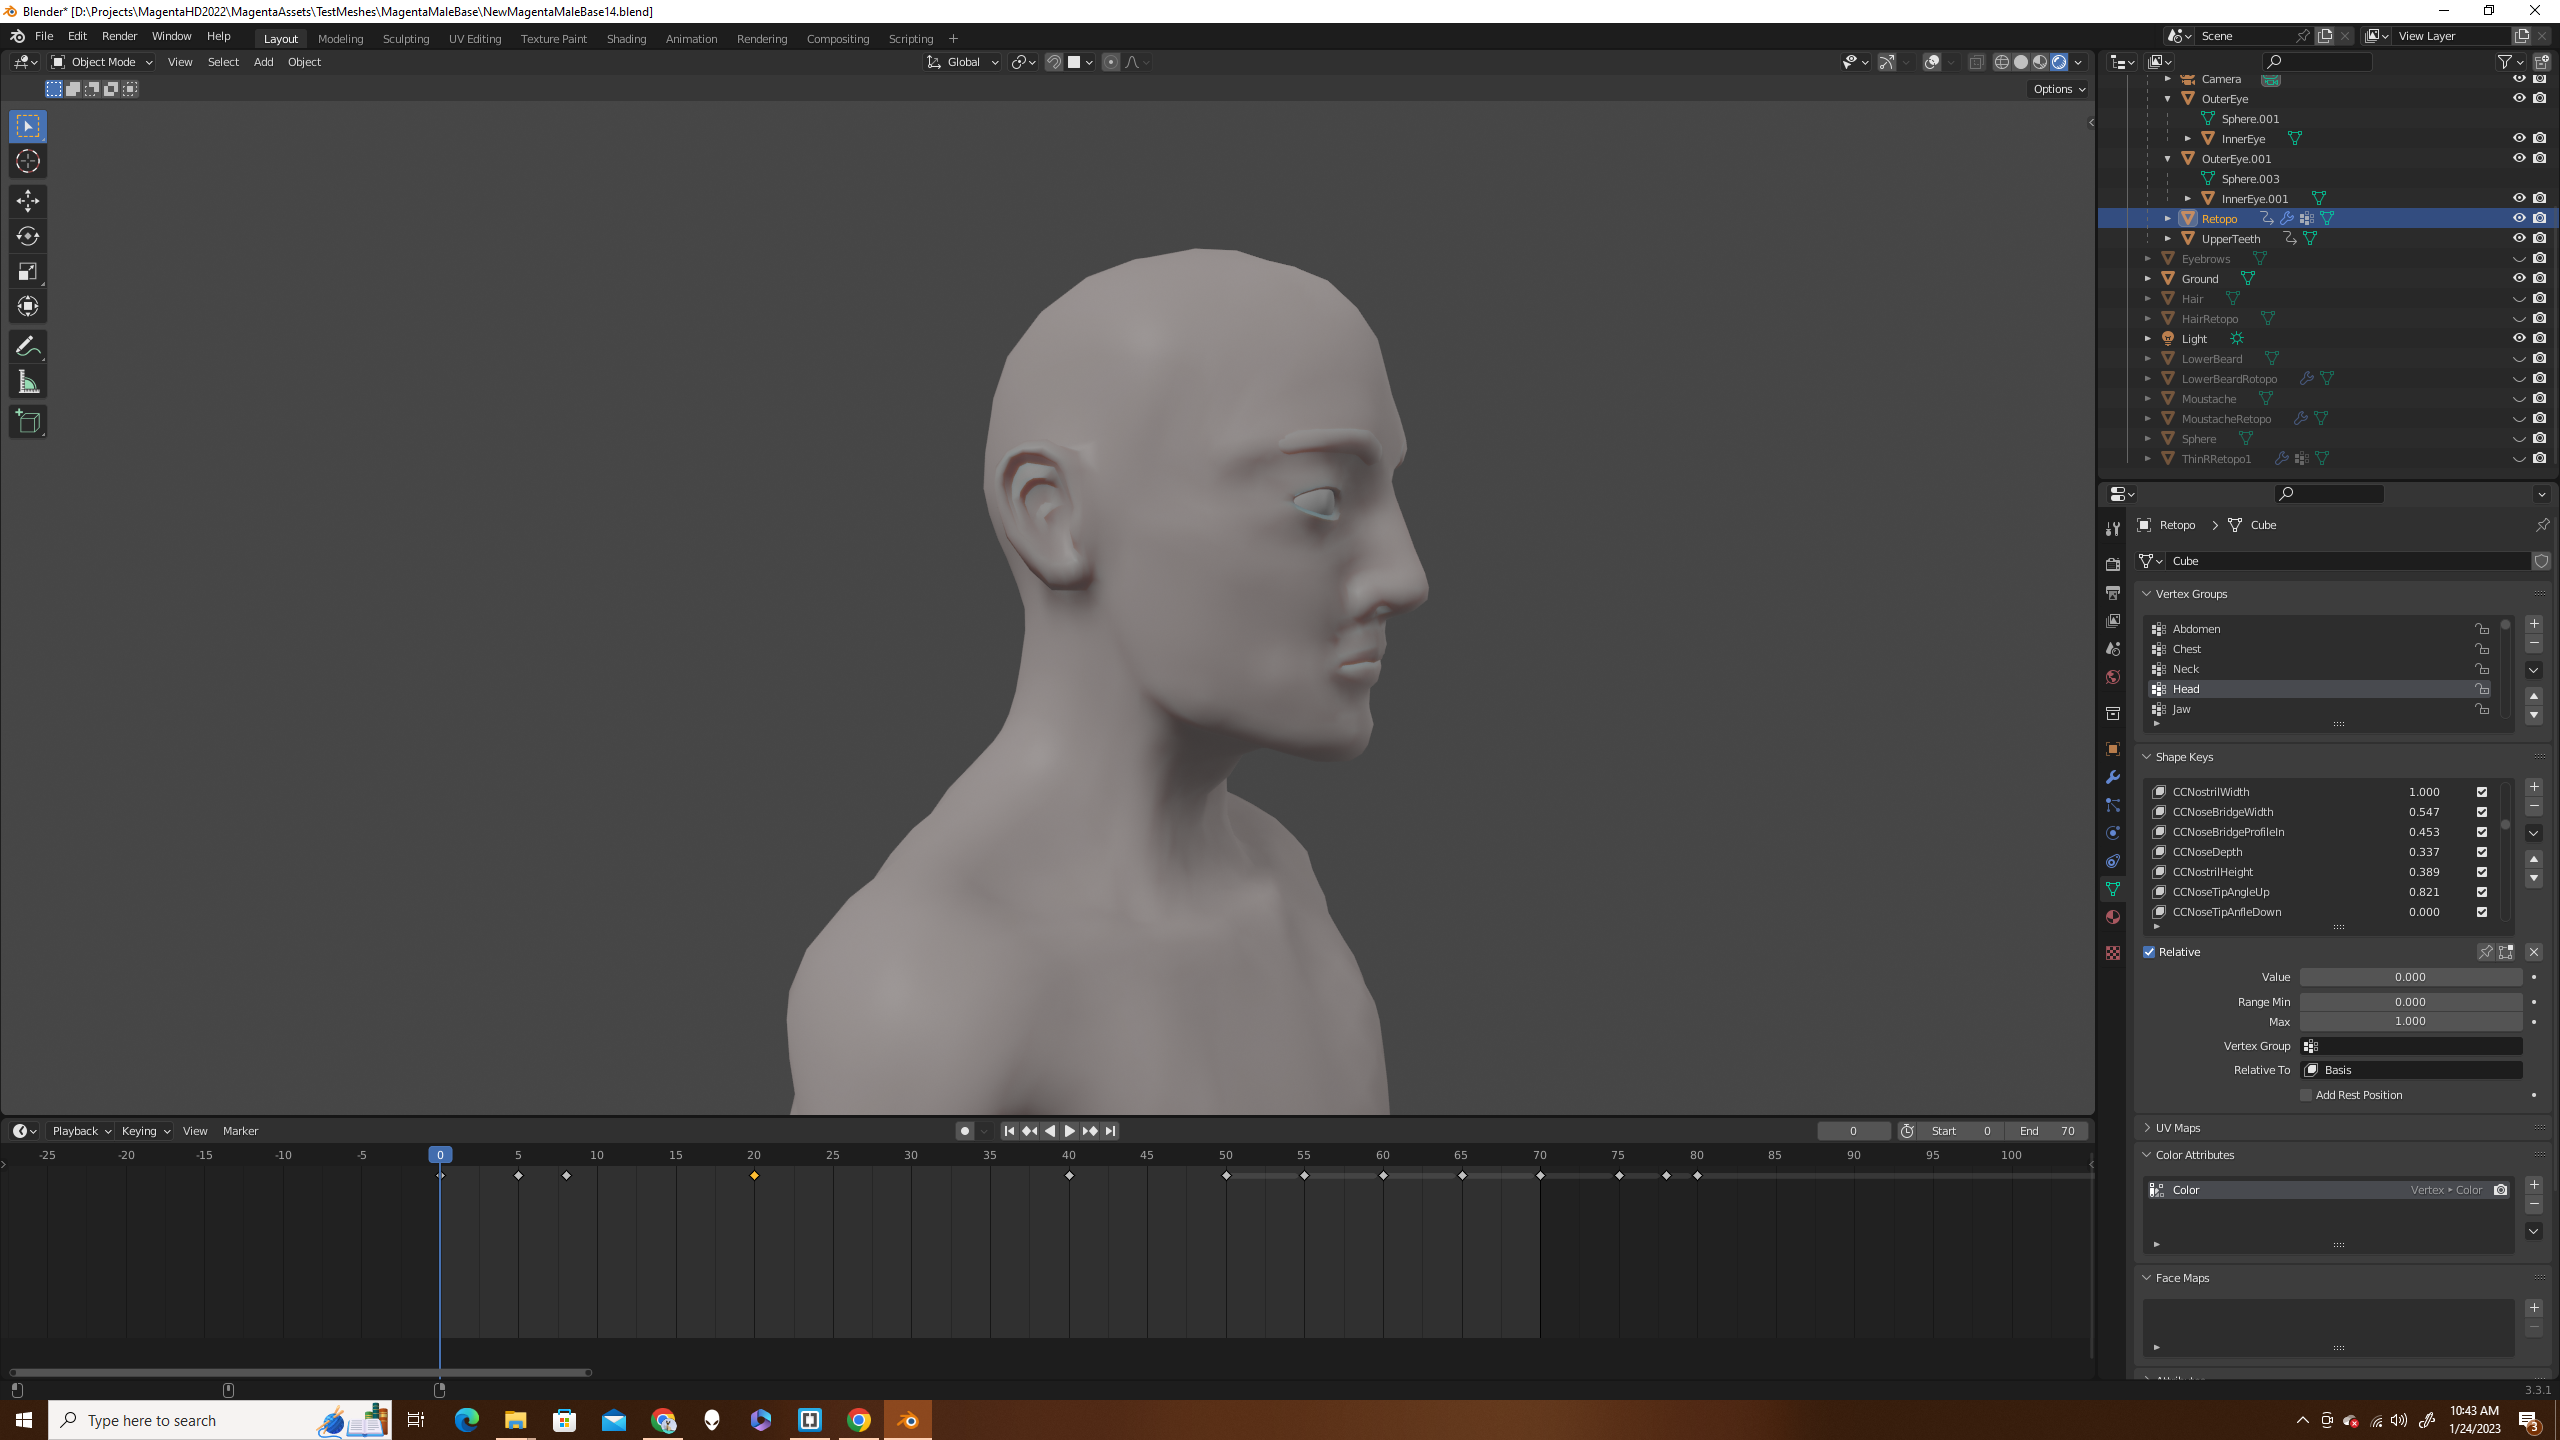 Blender* [D:\Projects\MagentaHD2022\MagentaAssets\TestMeshes\MagentaMaleBase\NewMagentaMaleBase14.blend]
File Edit Render Window Help Layout Modeling Sculpting UV Editing Texture Paint Shading Animation Rendering Compositing Scripting + Scene View Layer
Object Mode View Select Add Object Global
Options
Camera
OuterEye
Sphere.001
InnerEye
OuterEye.001
Sphere.003
InnerEye.001
Retopo
UpperTeeth
Eyebrows
Ground
Hair
HairRetopo
Light
LowerBeard
LowerBeardRotopo
Moustache
MoustacheRetopo
Sphere
ThinRRetopo1
Retopo > Cube
Cube
Vertex Groups
Abdomen
Chest
Neck
Head
Jaw
Shape Keys
CCNostrilWidth 1.000
CCNoseBridgeWidth 0.547
CCNoseBridgeProfileIn 0.453
CCNoseDepth 0.337
CCNostrilHeight 0.389
CCNoseTipAngleUp 0.821
CCNoseTipAnfleDown 0.000
Relative
Value 0.000
Range Min 0.000
Max 1.000
Vertex Group
Relative To Basis
Add Rest Position
UV Maps
Color Attributes
Color Vertex ▸ Color
Face Maps
Playback Keying View Marker 0 Start 0 End 70
-25 -20 -15 -10 -5 0 5 10 15 20 25 30 35 40 45 50 55 60 65 70 75 80 85 90 95 100
3.3.1
Type here to search
10:43 AM
1/24/2023
3